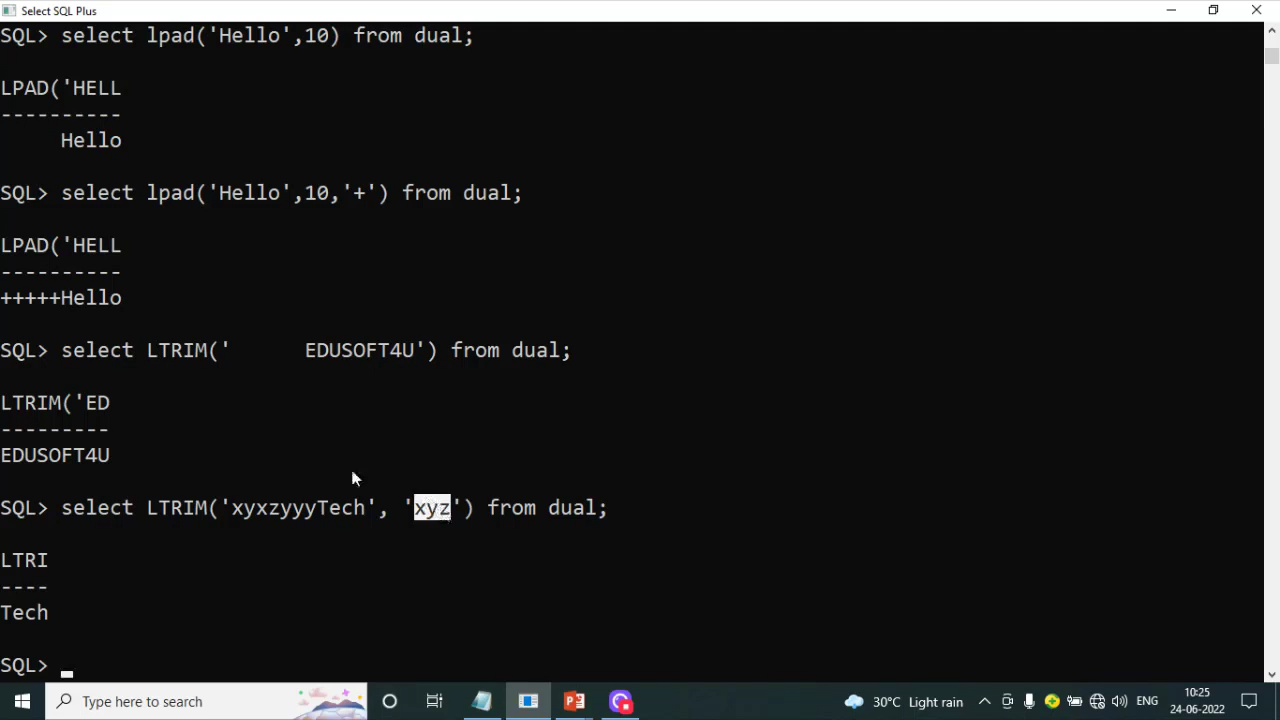 Select SQL Plus
SQL> select lpad('Hello',10) from dual;
LPAD('HELL
----------
     Hello
SQL> select lpad('Hello',10,'+') from dual;
LPAD('HELL
----------
+++++Hello
SQL> select LTRIM('      EDUSOFT4U') from dual;
LTRIM('ED
---------
EDUSOFT4U
SQL> select LTRIM('xyxzyyyTech', 'xyz') from dual;
LTRI
----
Tech
SQL>
Type here to search
30°C Light rain
ENG
10:25
24-06-2022